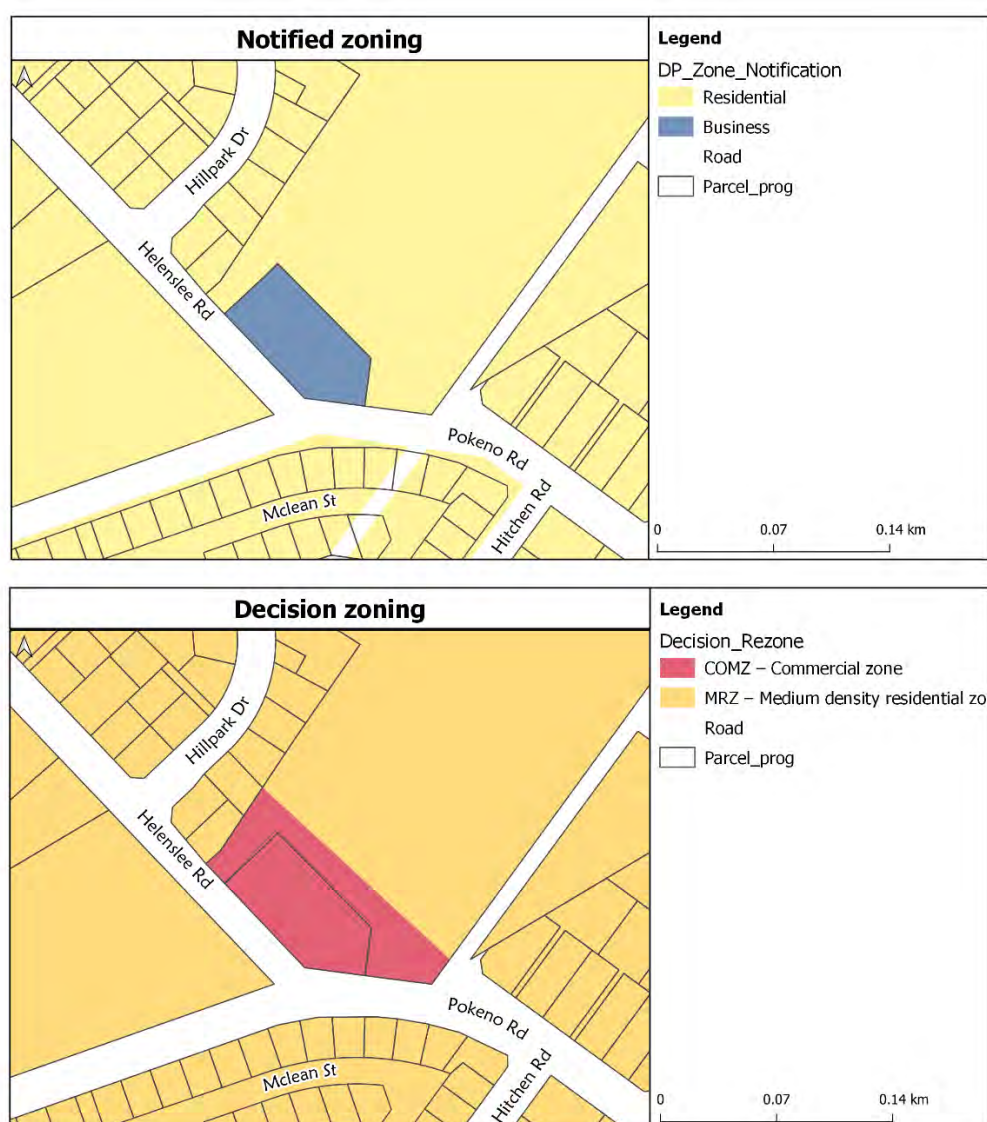 Notified zoning
Legend
DP_Zone_Notification
Residential
Business
Road
Parcel_prog
Hillpark Dr
Helenslee Rd
Pokeno Rd
Mclean St
Hitchen Rd
0 0.07 0.14 km
Decision zoning
Legend
Decision_Rezone
COMZ – Commercial zone
MRZ – Medium density residential zo
Road
Parcel_prog
Hillpark Dr
Helenslee Rd
Pokeno Rd
Mclean St
Hitchen Rd
0 0.07 0.14 km